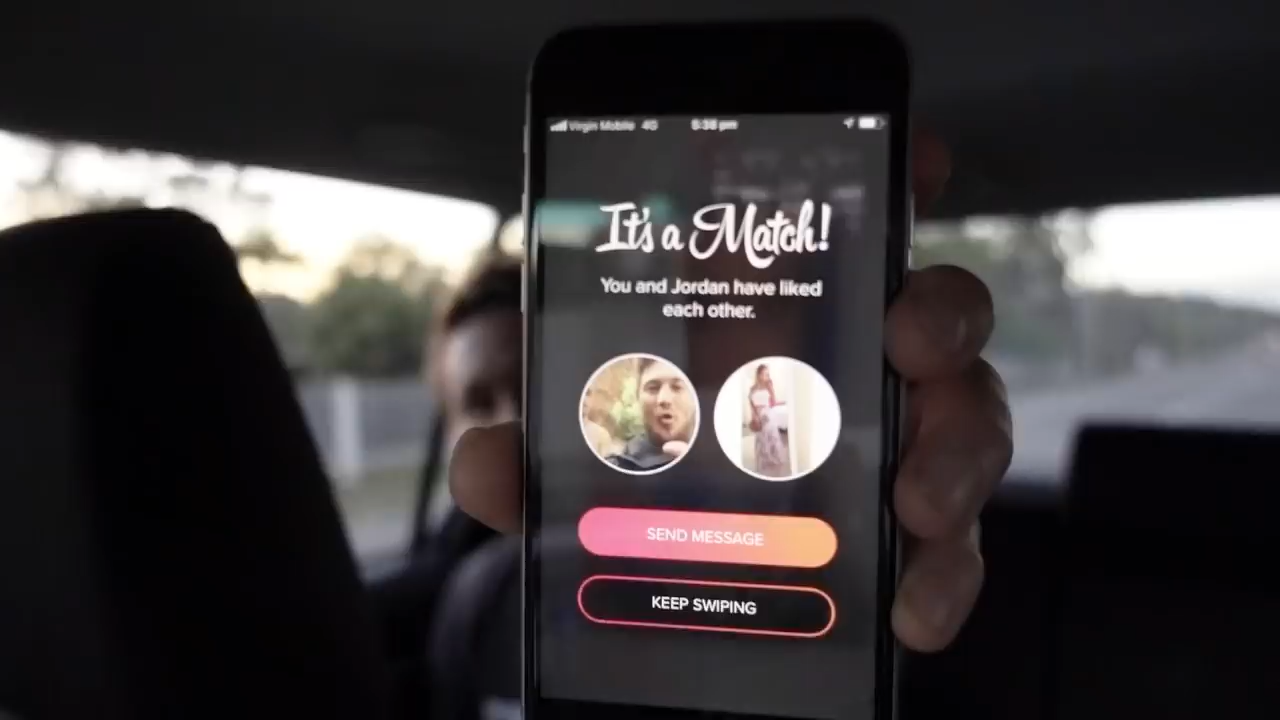 Virgin Mobile 4G 5:38 pm
It's a Match!
You and Jordan have liked
each other.
SEND MESSAGE
KEEP SWIPING